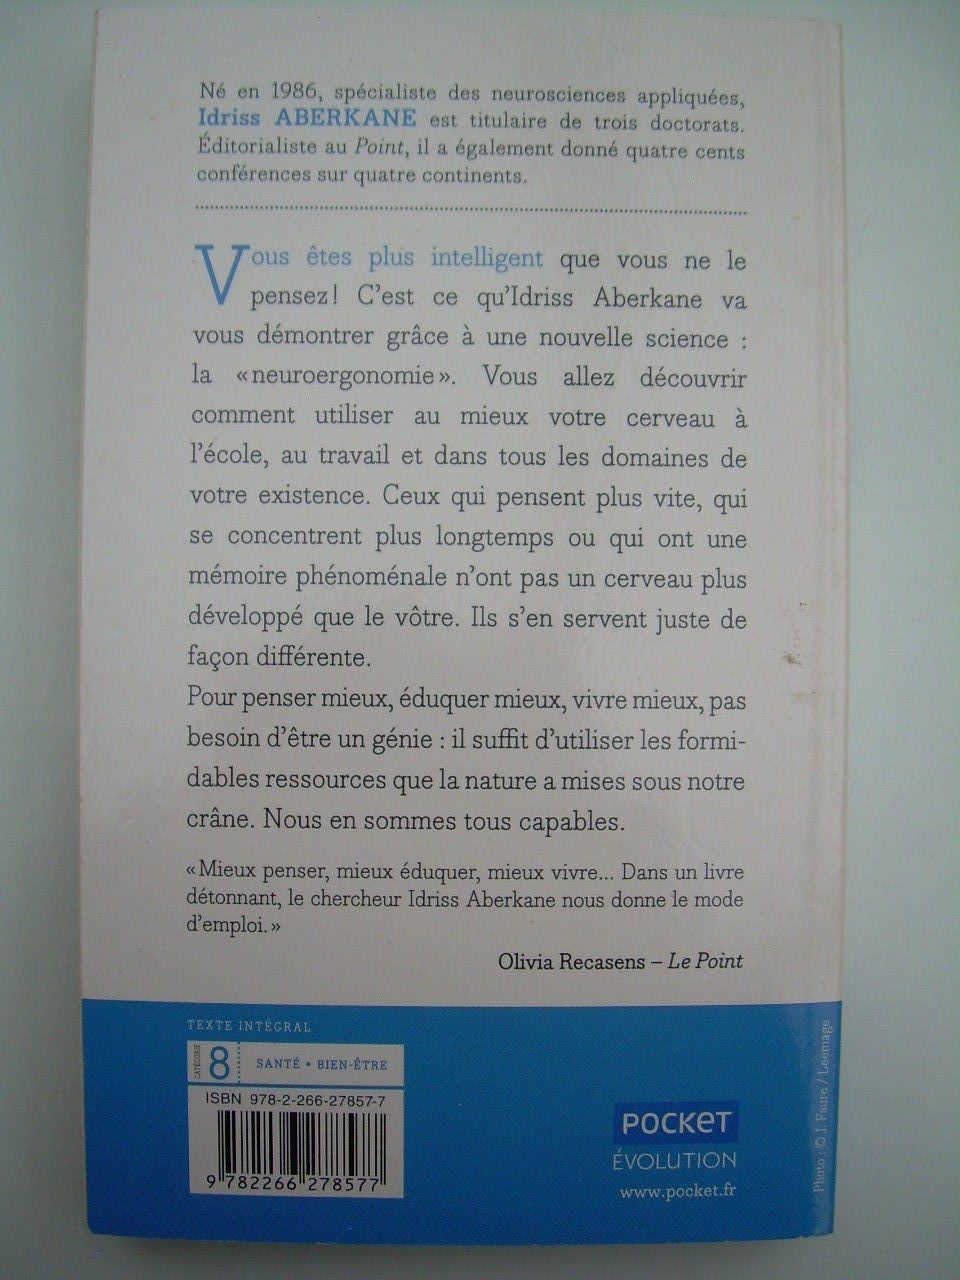 Né en 1986, spécialiste des neurosciences appliquées,
Idriss ABERKANE est titulaire de trois doctorats.
Éditorialiste au Point, il a également donné quatre cents
conférences sur quatre continents.
Vous êtes plus intelligent que vous ne le
pensez! C'est ce qu'Idriss Aberkane va
vous démontrer grâce à une nouvelle science :
la «neuroergonomie». Vous allez découvrir
comment utiliser au mieux votre cerveau à
l'école, au travail et dans tous les domaines de
votre existence. Ceux qui pensent plus vite, qui
se concentrent plus longtemps ou qui ont une
mémoire phénoménale n'ont pas un cerveau plus
développé que le vôtre. Ils s'en servent juste de
façon différente.
Pour penser mieux, éduquer mieux, vivre mieux, pas
besoin d'être un génie : il suffit d'utiliser les formi-
dables ressources que la nature a mises sous notre
crâne. Nous en sommes tous capables.
«Mieux penser, mieux éduquer, mieux vivre... Dans un livre
détonnant, le chercheur Idriss Aberkane nous donne le mode
d'emploi.»
Olivia Recasens – Le Point
TEXTE INTÉGRAL
CATÉGORIE
8
SANTÉ • BIEN-ÊTRE
ISBN 978-2-266-27857-7
9 782266 278577
POCKET
ÉVOLUTION
www.pocket.fr
Photo : © J. Faure / Leemage